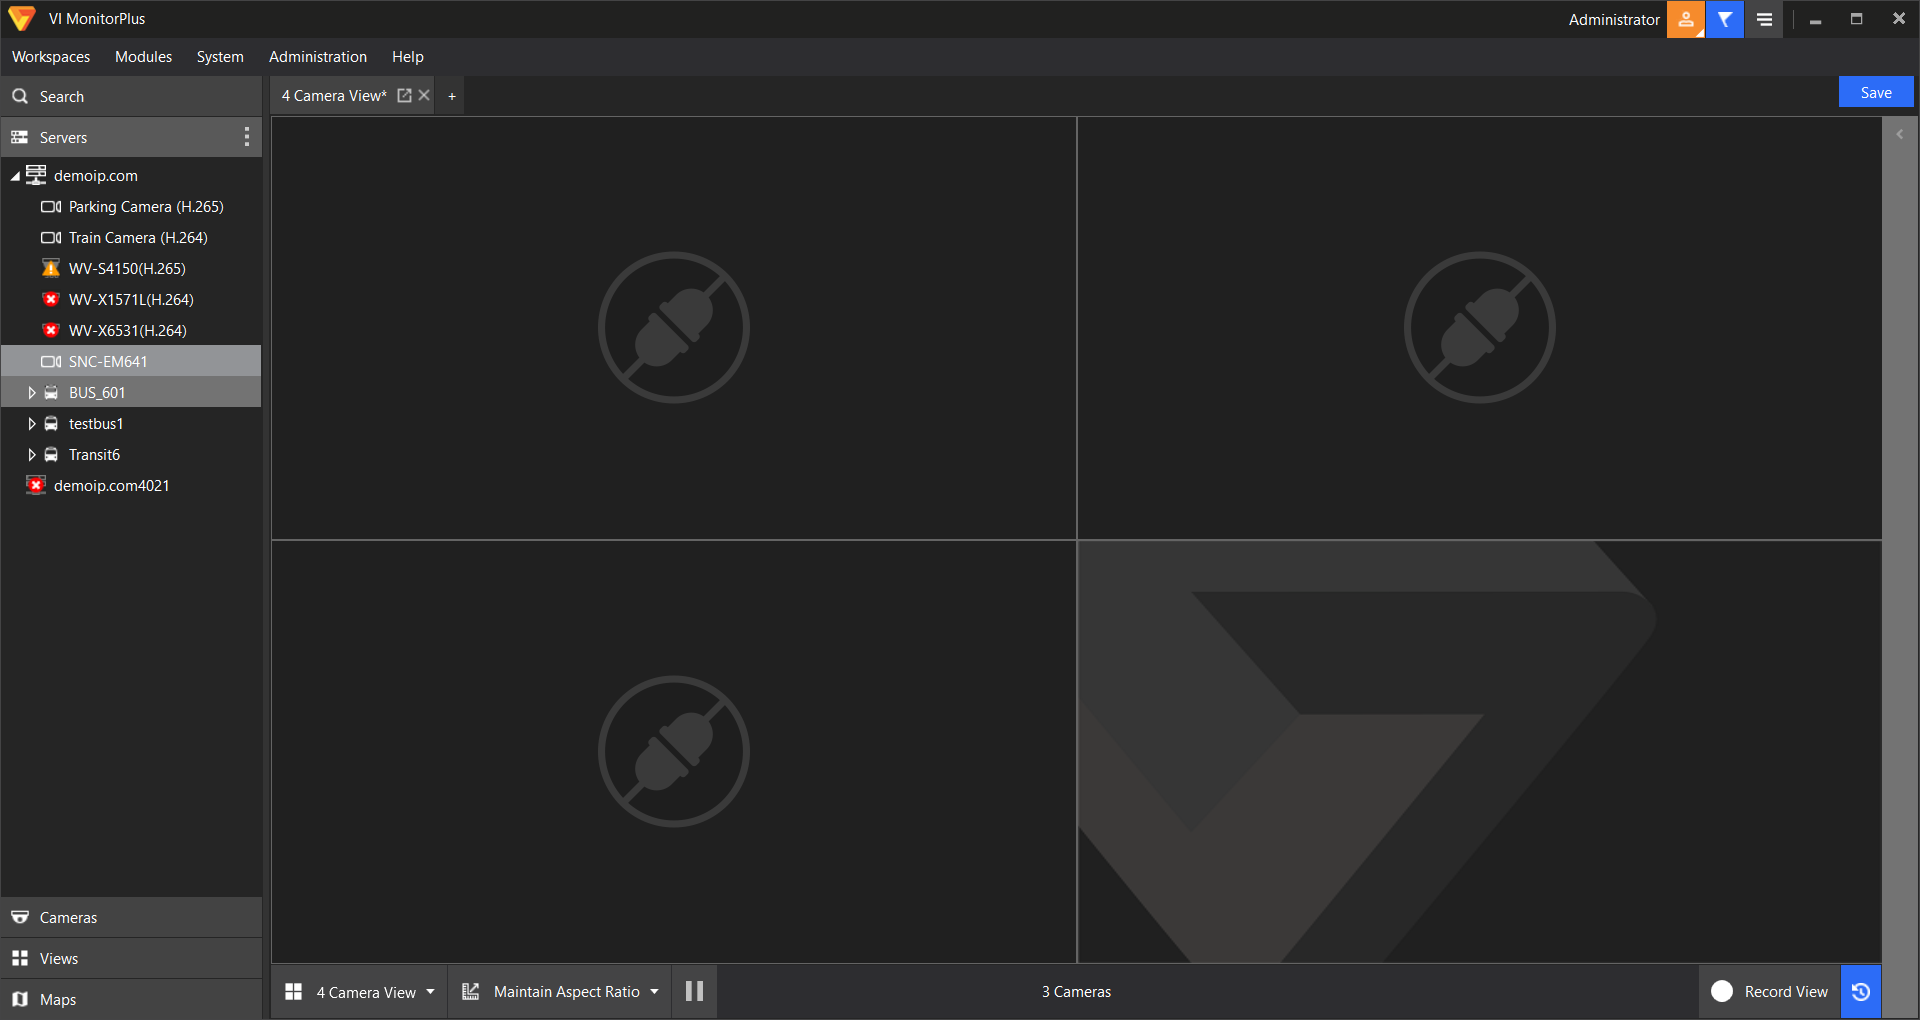 VI MonitorPlus
Administrator
Workspaces Modules System Administration Help
Search
4 Camera View* +
Save
Servers
demoip.com
Parking Camera (H.265)
Train Camera (H.264)
WV-S4150(H.265)
WV-X1571L(H.264)
WV-X6531(H.264)
SNC-EM641
BUS_601
testbus1
Transit6
demoip.com4021
Cameras
Views
Maps
4 Camera View
Maintain Aspect Ratio
3 Cameras
Record View